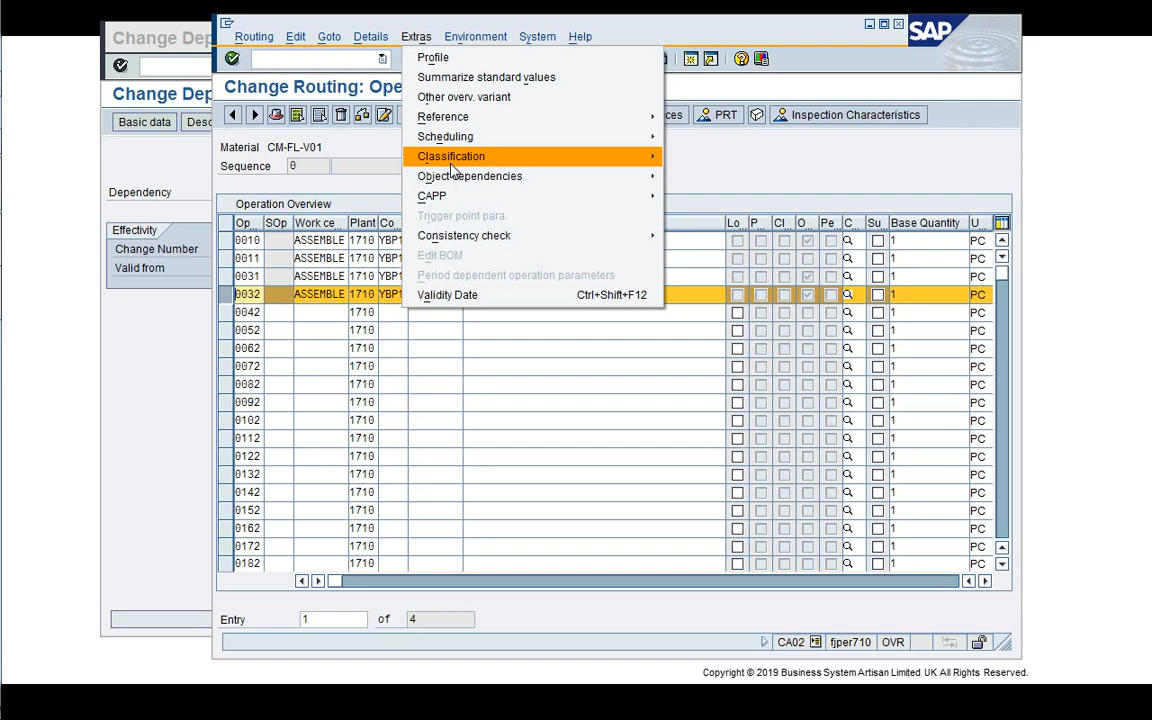 Change Dep
Routing Edit Goto Details Extras Environment System Help
SAP
Change Dep
Basic data Desc
Change Routing: Ope
ces PRT Inspection Characteristics
Profile
Summarize standard values
Other overv. variant
Reference
Scheduling
Classification
Object dependencies
CAPP
Trigger point para.
Consistency check
Edit BOM
Period dependent operation parameters
Validity Date Ctrl+Shift+F12
Material CM-FL-V01
Sequence 0
Dependency
Effectivity
Change Number
Valid from
Operation Overview
Op... SOp Work ce... Plant Co Lo... P... Cl... O... Pe... C... Su... Base Quantity U...
0010 ASSEMBLE 1710 YBP1 1 PC
0011 ASSEMBLE 1710 YBP1 1 PC
0031 ASSEMBLE 1710 YBP1 1 PC
0032 ASSEMBLE 1710 YBP1 1 PC
0042 1710 1 PC
0052 1710 1 PC
0062 1710 1 PC
0072 1710 1 PC
0082 1710 1 PC
0092 1710 1 PC
0102 1710 1 PC
0112 1710 1 PC
0122 1710 1 PC
0132 1710 1 PC
0142 1710 1 PC
0152 1710 1 PC
0162 1710 1 PC
0172 1710 1 PC
0182 1710 1 PC
Entry 1 of 4
CA02 fjper710 OVR
Copyright © 2019 Business System Artisan Limited UK All Rights Reserved.